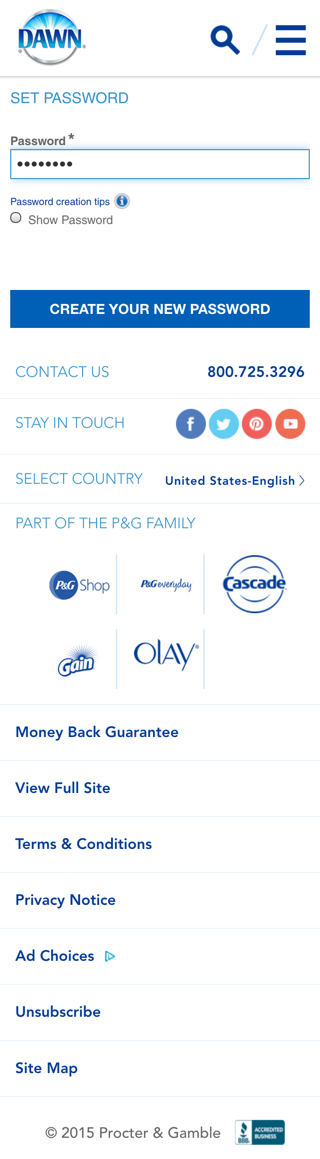 DAWN
SET PASSWORD
Password *
••••••••
Password creation tips i
Show Password
CREATE YOUR NEW PASSWORD
CONTACT US 800.725.3296
STAY IN TOUCH
SELECT COUNTRY United States-English >
PART OF THE P&G FAMILY
P&G Shop P&G everyday Cascade
Gain OLAY®
Money Back Guarantee
View Full Site
Terms & Conditions
Privacy Notice
Ad Choices
Unsubscribe
Site Map
© 2015 Procter & Gamble BBB ACCREDITED BUSINESS